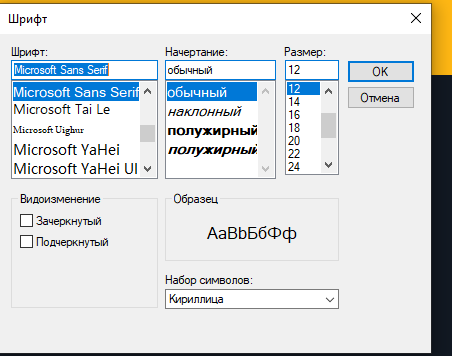 Шрифт
Шрифт:
Microsoft Sans Serif
Microsoft Sans Serif
Microsoft Tai Le
Microsoft Uighur
Microsoft YaHei
Microsoft YaHei UI
Начертание:
обычный
обычный
наклонный
полужирный
полужирный
Размер:
12
12
14
16
18
20
22
24
OK
Отмена
Видоизменение
Зачеркнутый
Подчеркнутый
Образец
АаBbБбФф
Набор символов:
Кириллица